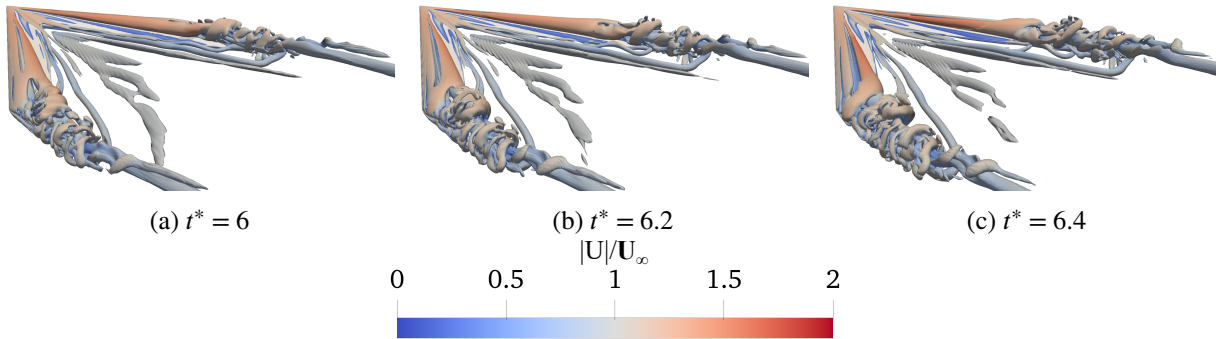 (a) t* = 6
(b) t* = 6.2
(c) t* = 6.4
|U|/U∞
0 0.5 1 1.5 2